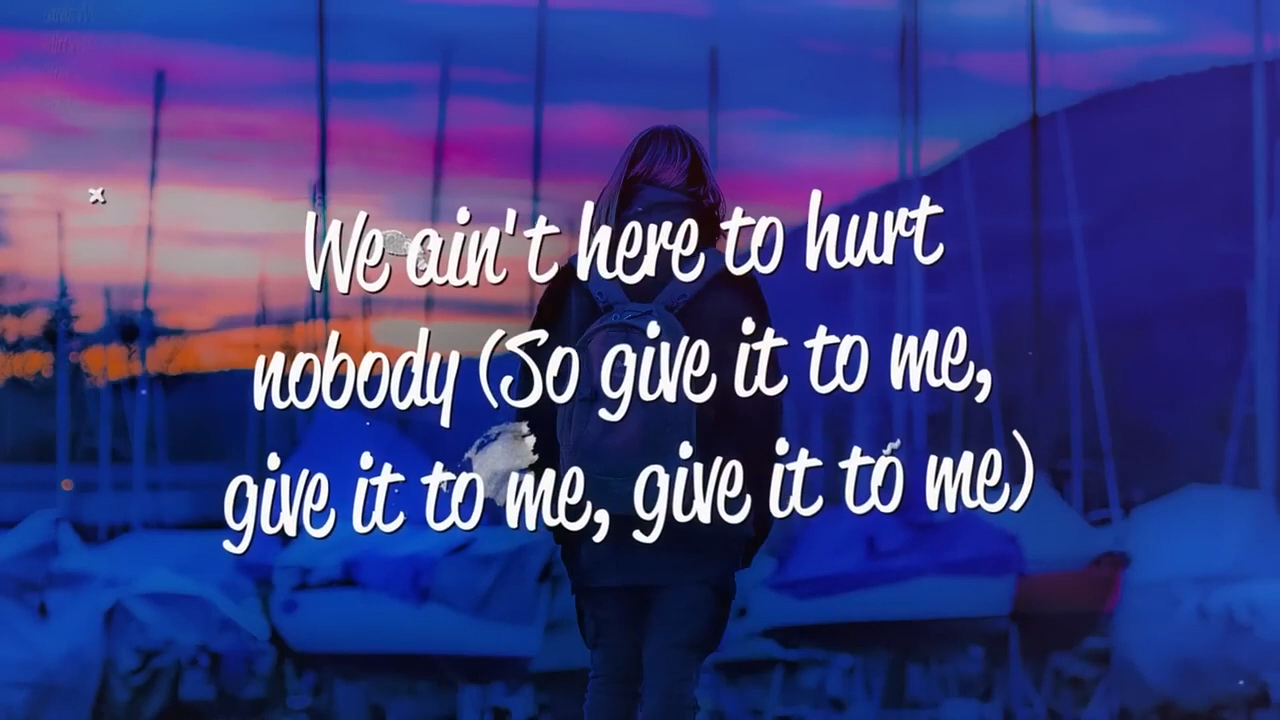 We ain't here to hurt
nobody (So give it to me,
give it to me, give it to me)